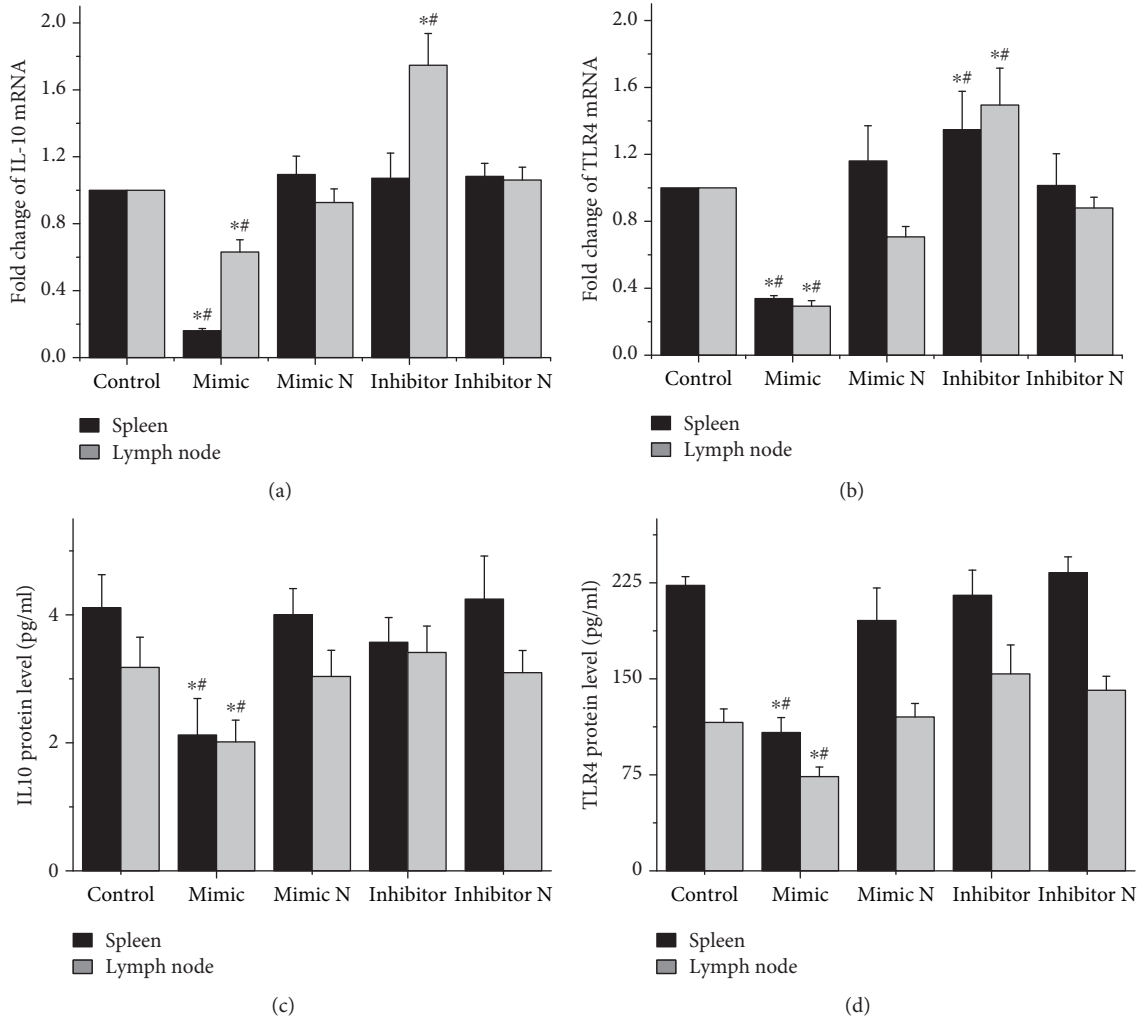 Fold change of IL-10 mRNA
2.0
1.6
1.2
0.8
0.4
0.0
*#
*#
*#
Control Mimic Mimic N Inhibitor Inhibitor N
Spleen
Lymph node
(a)
Fold change of TLR4 mRNA
2.0
1.6
1.2
0.8
0.4
0.0
*# *#
*# *#
Control Mimic Mimic N Inhibitor Inhibitor N
Spleen
Lymph node
(b)
IL10 protein level (pg/ml)
4
2
0
*# *#
Control Mimic Mimic N Inhibitor Inhibitor N
Spleen
Lymph node
(c)
TLR4 protein level (pg/ml)
225
150
75
0
*#
*#
Control Mimic Mimic N Inhibitor Inhibitor N
Spleen
Lymph node
(d)